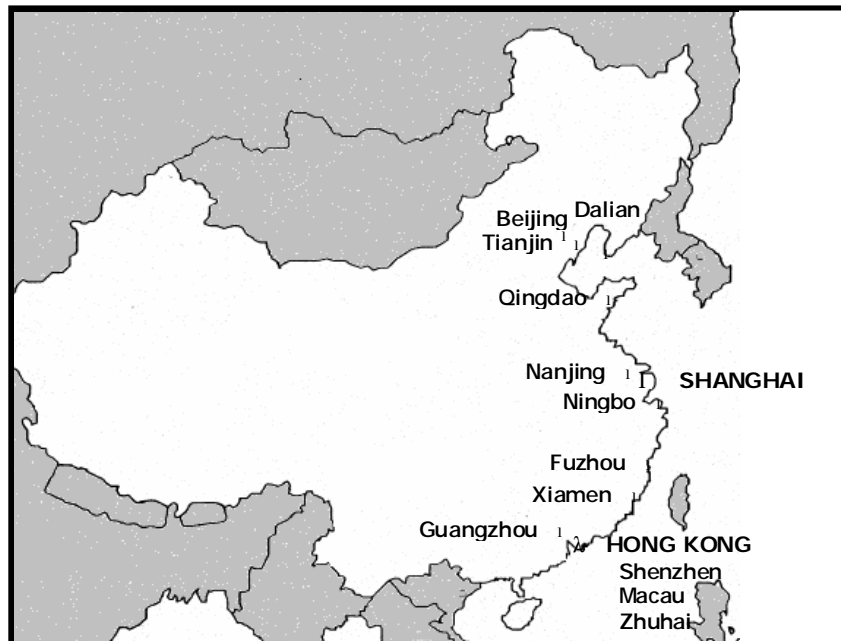 Dalian
Beijing
Tianjin
Qingdao
Nanjing
SHANGHAI
Ningbo
Fuzhou
Xiamen
Guangzhou
HONG KONG
Shenzhen
Macau
Zhuhai